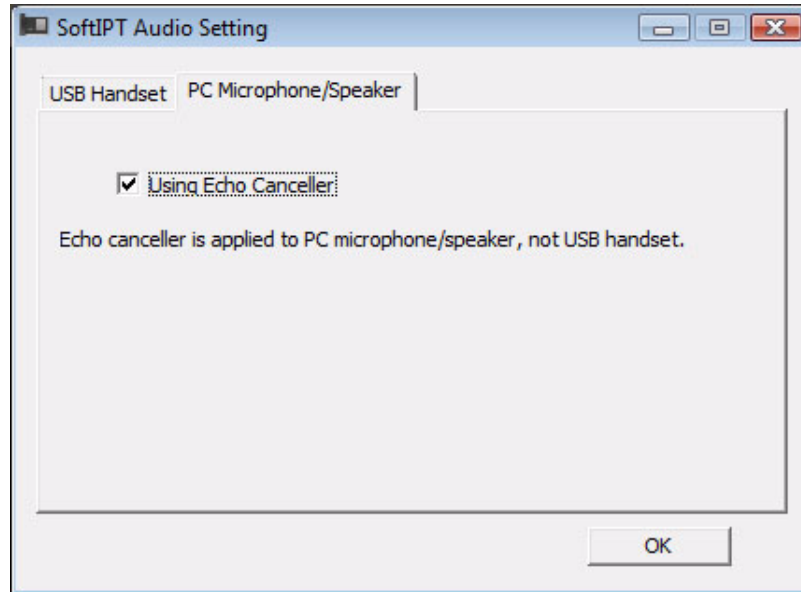 SoftIPT Audio Setting
USB Handset PC Microphone/Speaker
Using Echo Canceller
Echo canceller is applied to PC microphone/speaker, not USB handset.
OK